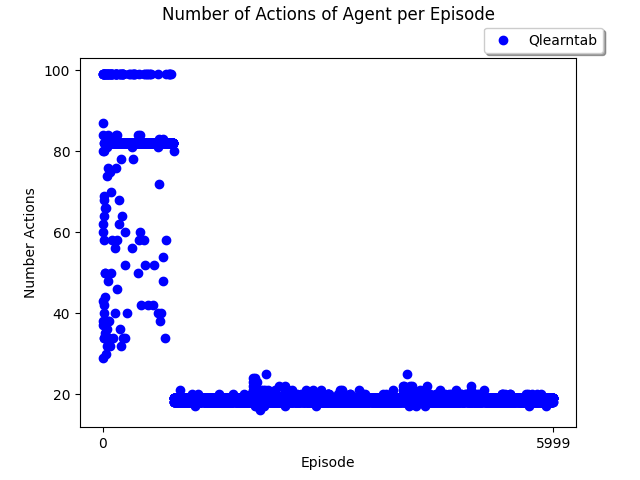 Number of Actions of Agent per Episode
Qlearntab
100
80
60
40
20
Number Actions
0
5999
Episode